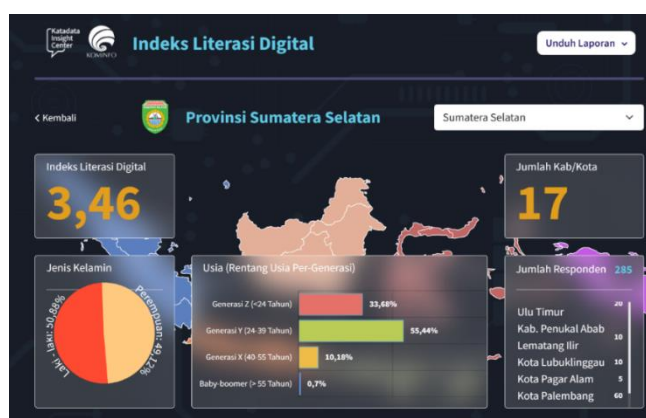 Katadata
Insight
Center
KOMINFO
Indeks Literasi Digital
Unduh Laporan
< Kembali
Provinsi Sumatera Selatan
Sumatera Selatan
Indeks Literasi Digital
3,46
Jumlah Kab/Kota
17
Jenis Kelamin
Laki - laki: 50,88%
Perempuan: 49,12%
Usia (Rentang Usia Per-Generasi)
Generasi Z (<24 Tahun) 33,68%
Generasi Y (24-39 Tahun) 55,44%
Generasi X (40-55 Tahun) 10,18%
Baby-boomer (> 55 Tahun) 0,7%
Jumlah Responden 285
Ulu Timur 20
Kab. Penukal Abab
Lematang Ilir 10
Kota Lubuklinggau 10
Kota Pagar Alam 5
Kota Palembang 60